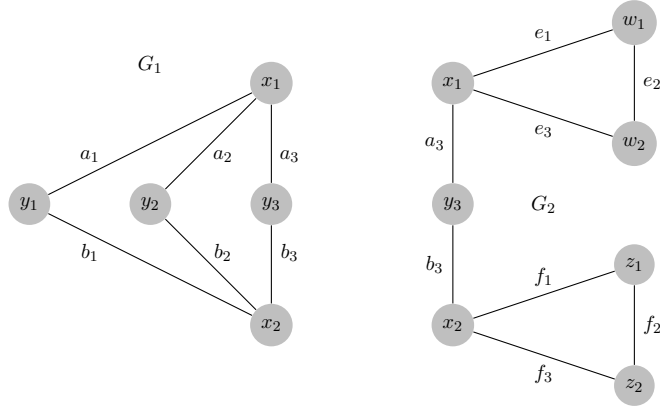 G₁
x₁
a₁
a₂
a₃
y₁
y₂
y₃
b₁
b₂
b₃
x₂
w₁
e₁
x₁
e₂
e₃
w₂
a₃
y₃
G₂
b₃
z₁
f₁
x₂
f₂
f₃
z₂